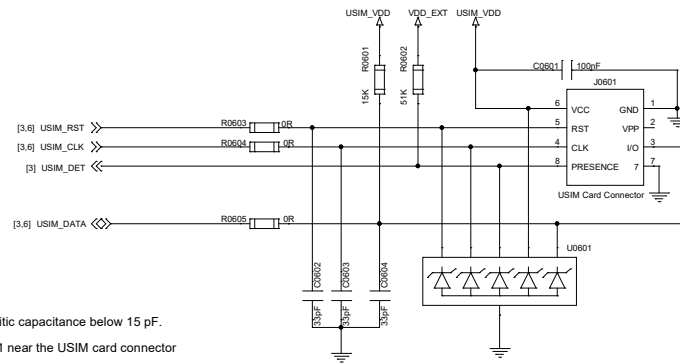 USIM_VDD VDD_EXT USIM_VDD
R0601 15K
R0602 51K
C0601 100nF
J0601
6 VCC GND 1
5 RST VPP 2
4 CLK I/O 3
8 PRESENCE 7 7
USIM Card Connector
[3,6] USIM_RST R0603 0R
[3,6] USIM_CLK R0604 0R
[3] USIM_DET
[3,6] USIM_DATA R0605 0R
U0601
C0602 33pF
C0603 33pF
C0604 33pF
itic capacitance below 15 pF.
1 near the USIM card connector